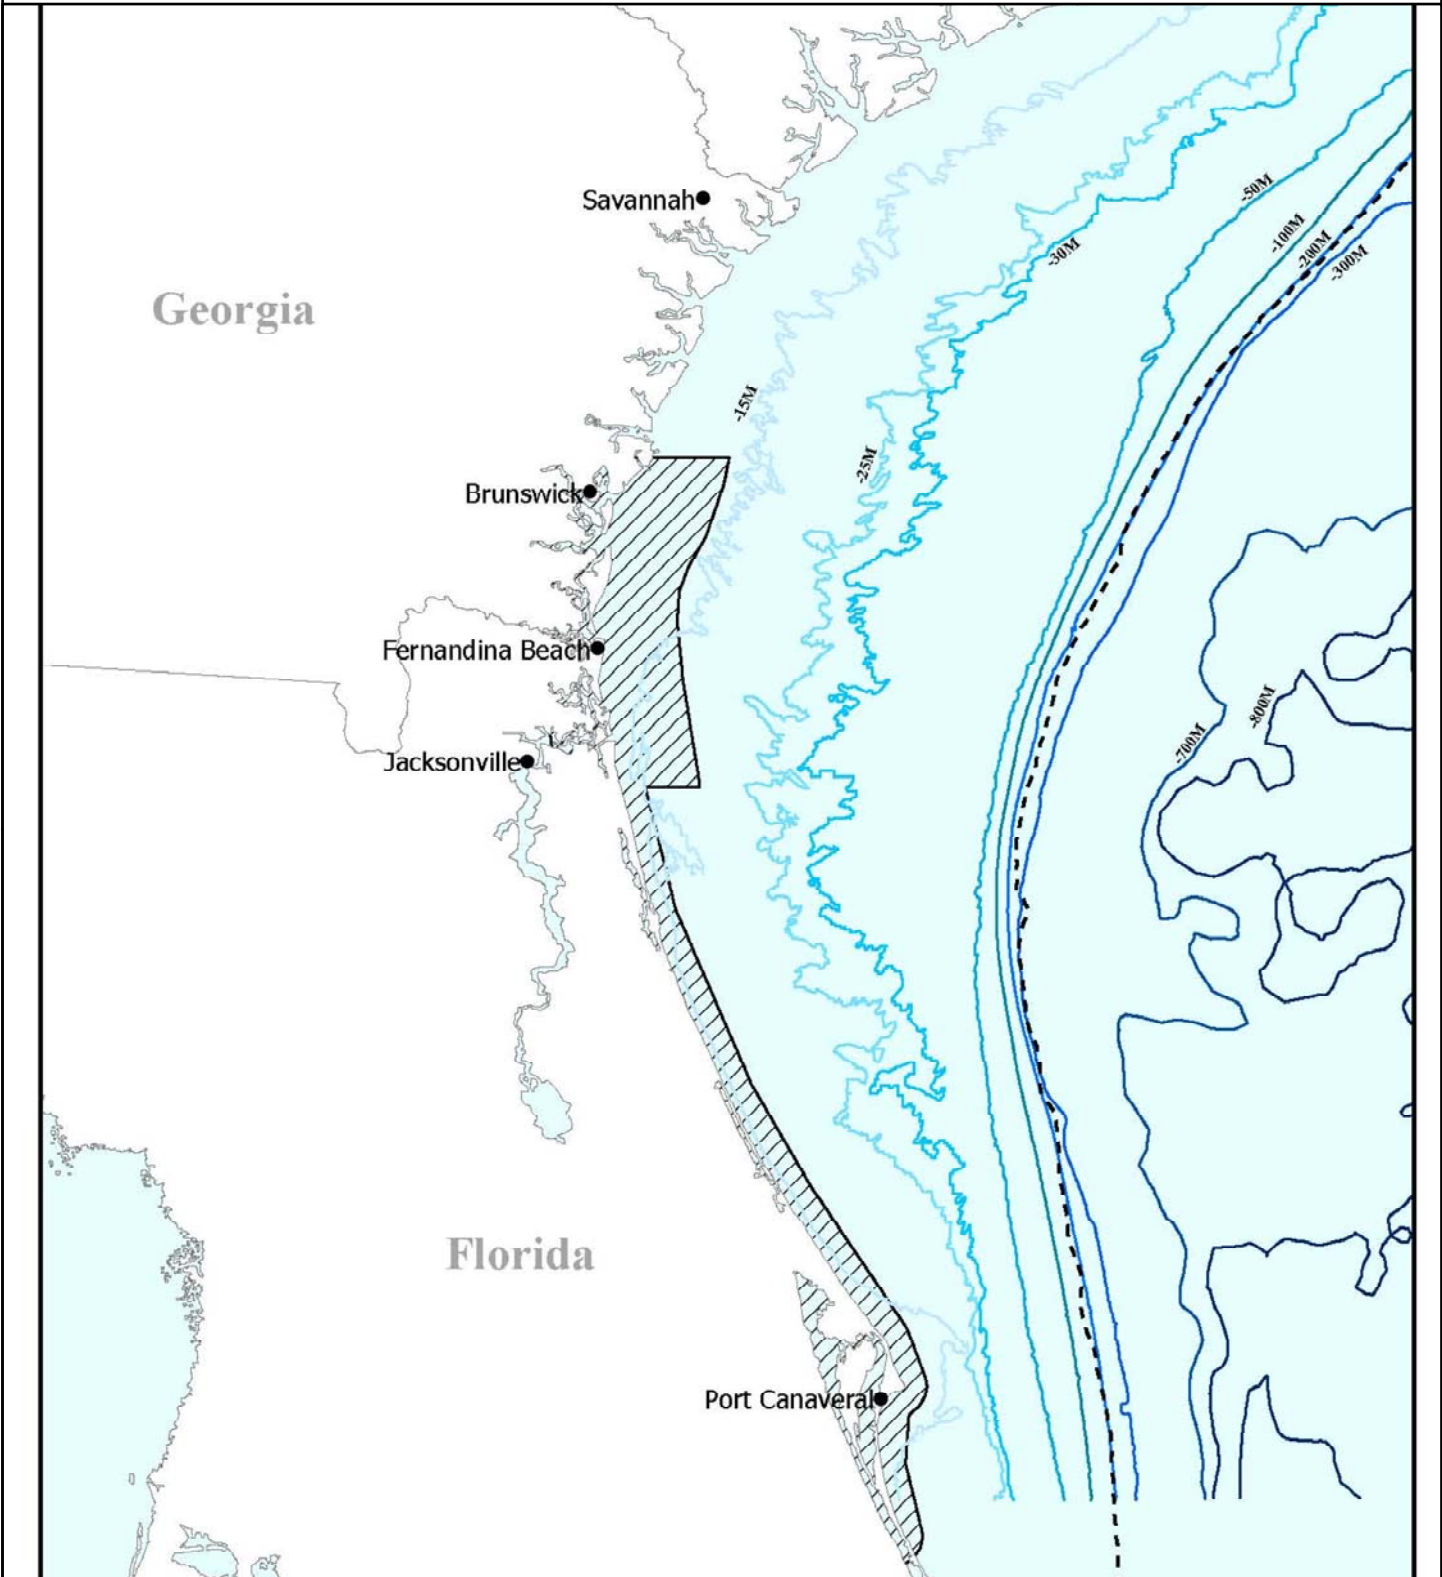 Savannah
-50M
-100M
-200M
-300M
-30M
Georgia
-15M
-25M
Brunswick
Fernandina Beach
-800M
-700M
Jacksonville
Florida
Port Canaveral